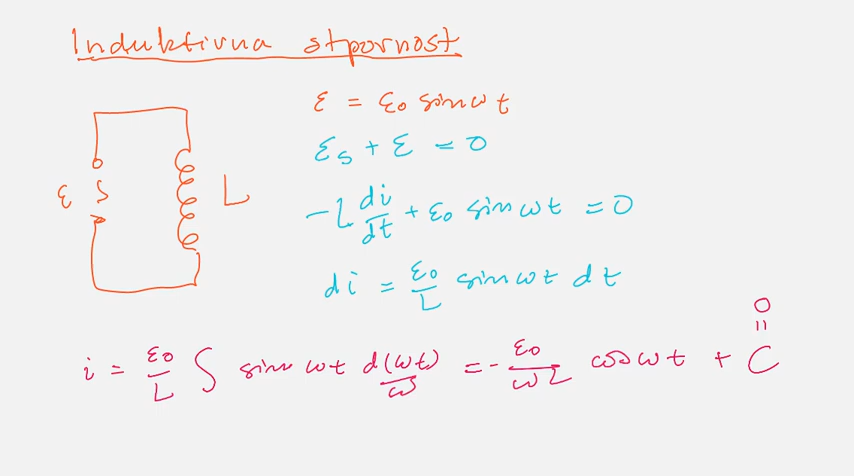 Induktivna otpornost
ε = ε₀ sin ωt
ε_S + ε = 0
ε S L
-L di/dt + ε₀ sin ωt = 0
di = ε₀/L sin ωt dt
i = ε₀/L ∫ sin ωt d(ωt)/ω = - ε₀/ωL cos ωt + C = 0